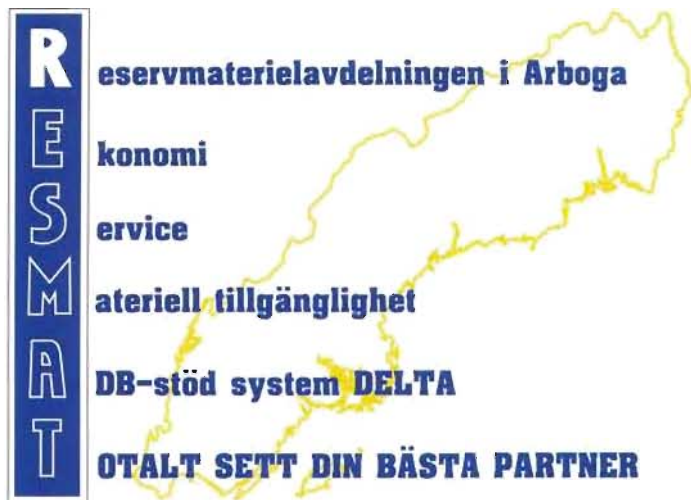 Reservmaterielavdelningen i Arboga
Ekonomi
Service
Materiell tillgänglighet
ADB-stöd system DELTA
TOTALT SETT DIN BÄSTA PARTNER